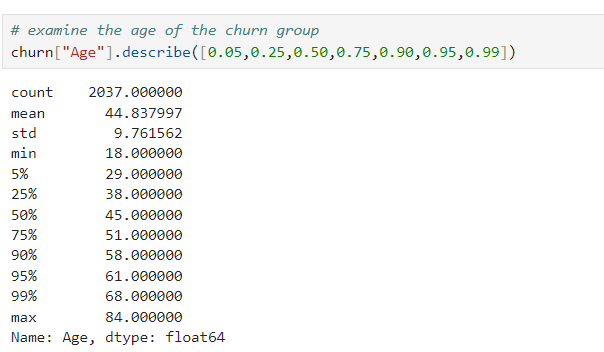 # examine the age of the churn group
churn["Age"].describe([0.05,0.25,0.50,0.75,0.90,0.95,0.99])
count    2037.000000
mean       44.837997
std         9.761562
min        18.000000
5%         29.000000
25%        38.000000
50%        45.000000
75%        51.000000
90%        58.000000
95%        61.000000
99%        68.000000
max        84.000000
Name: Age, dtype: float64